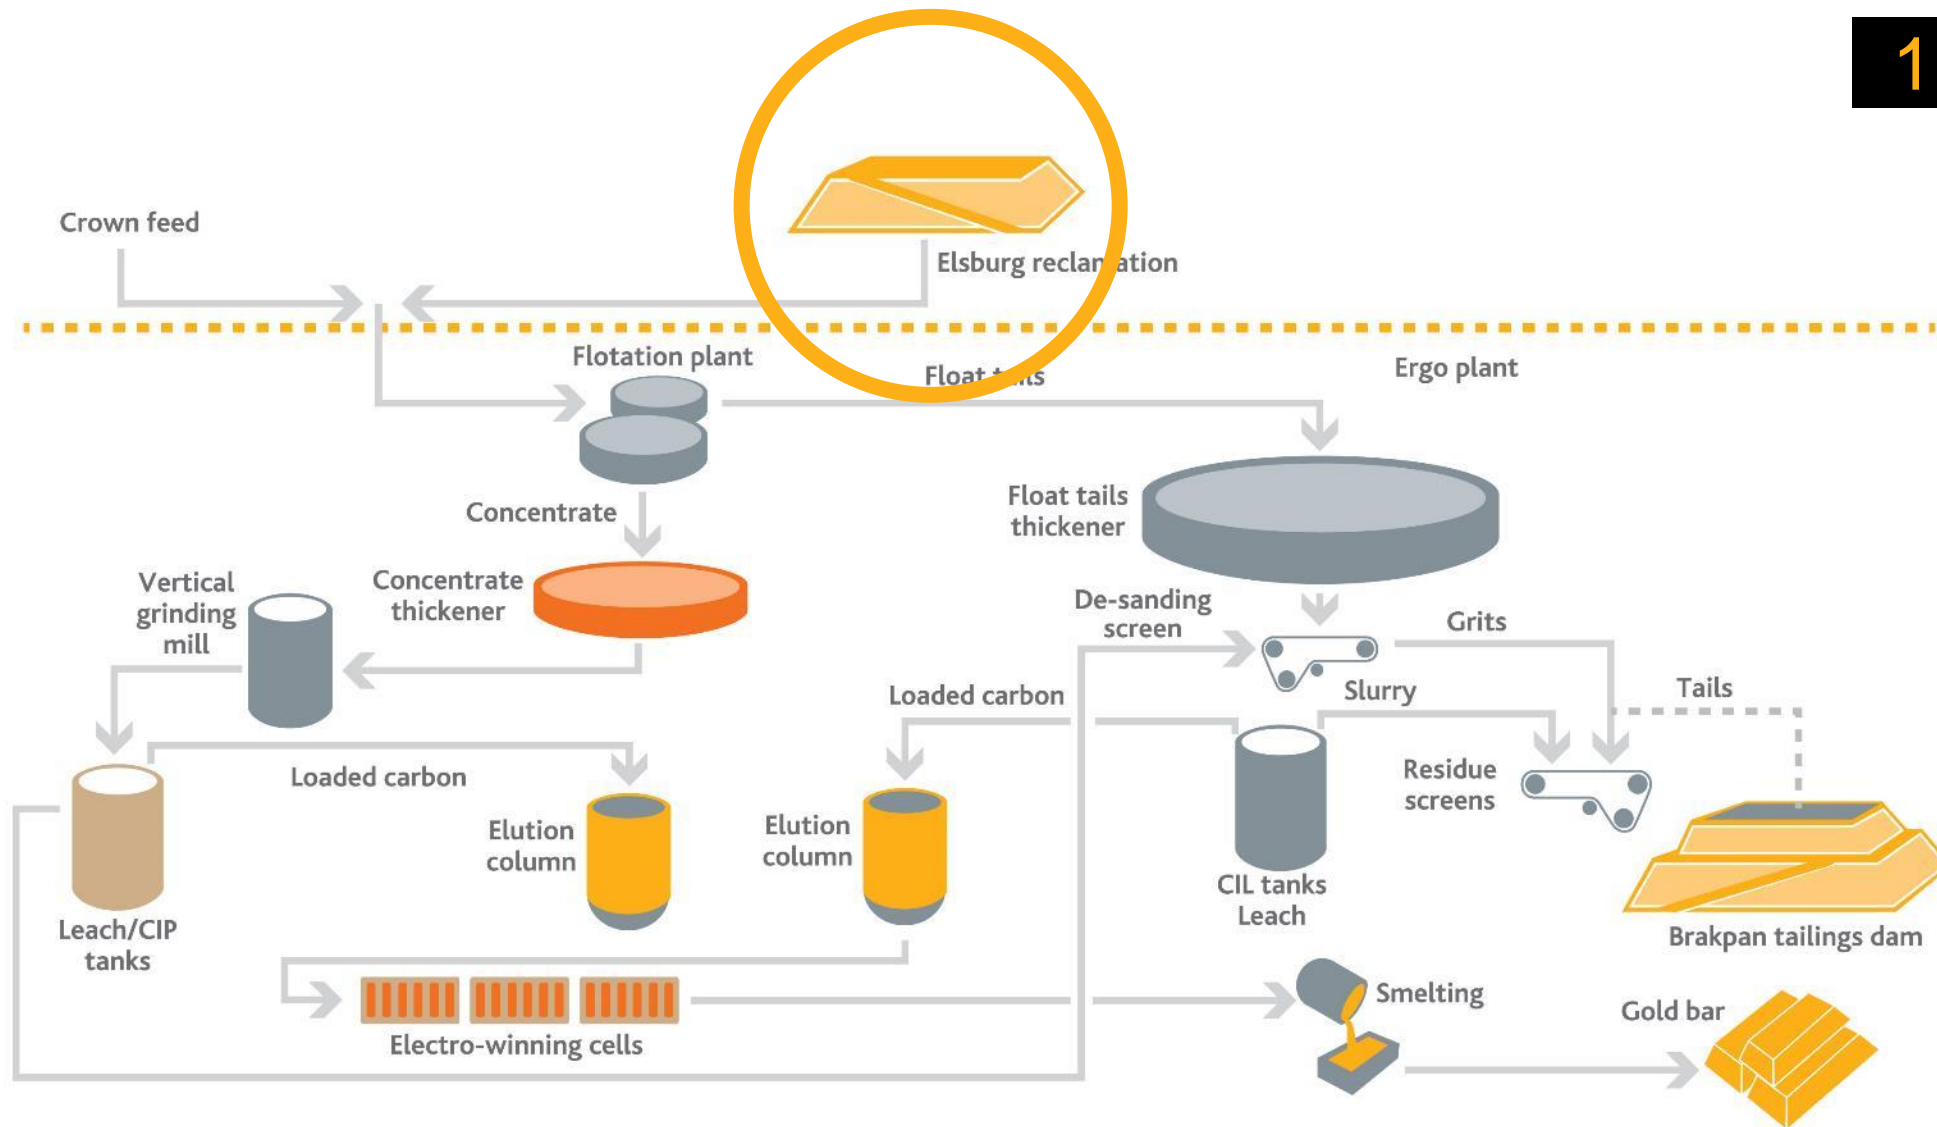 1
Crown feed
Elsburg reclamation
Flotation plant
Float tails
Ergo plant
Float tails
thickener
Concentrate
Concentrate
thickener
Vertical
grinding
mill
De-sanding
screen
Grits
Slurry
Tails
Loaded carbon
Loaded carbon
Residue
screens
Elution
column
Elution
column
CIL tanks
Leach
Brakpan tailings dam
Leach/CIP
tanks
Electro-winning cells
Smelting
Gold bar